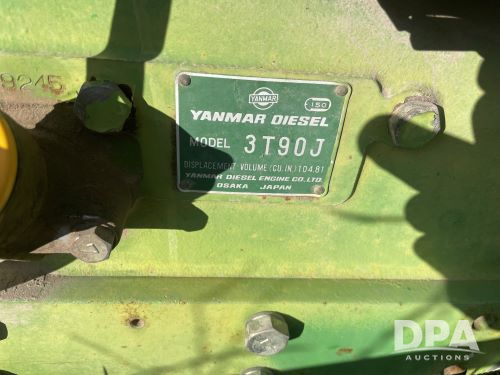 9245
YANMAR
ISO
YANMAR DIESEL
MODEL 3T90J
DISPLACEMENT VOLUME (CU.IN.) 104.81
YANMAR DIESEL ENGINE CO.LTD.
OSAKA JAPAN
DPA
AUCTIONS